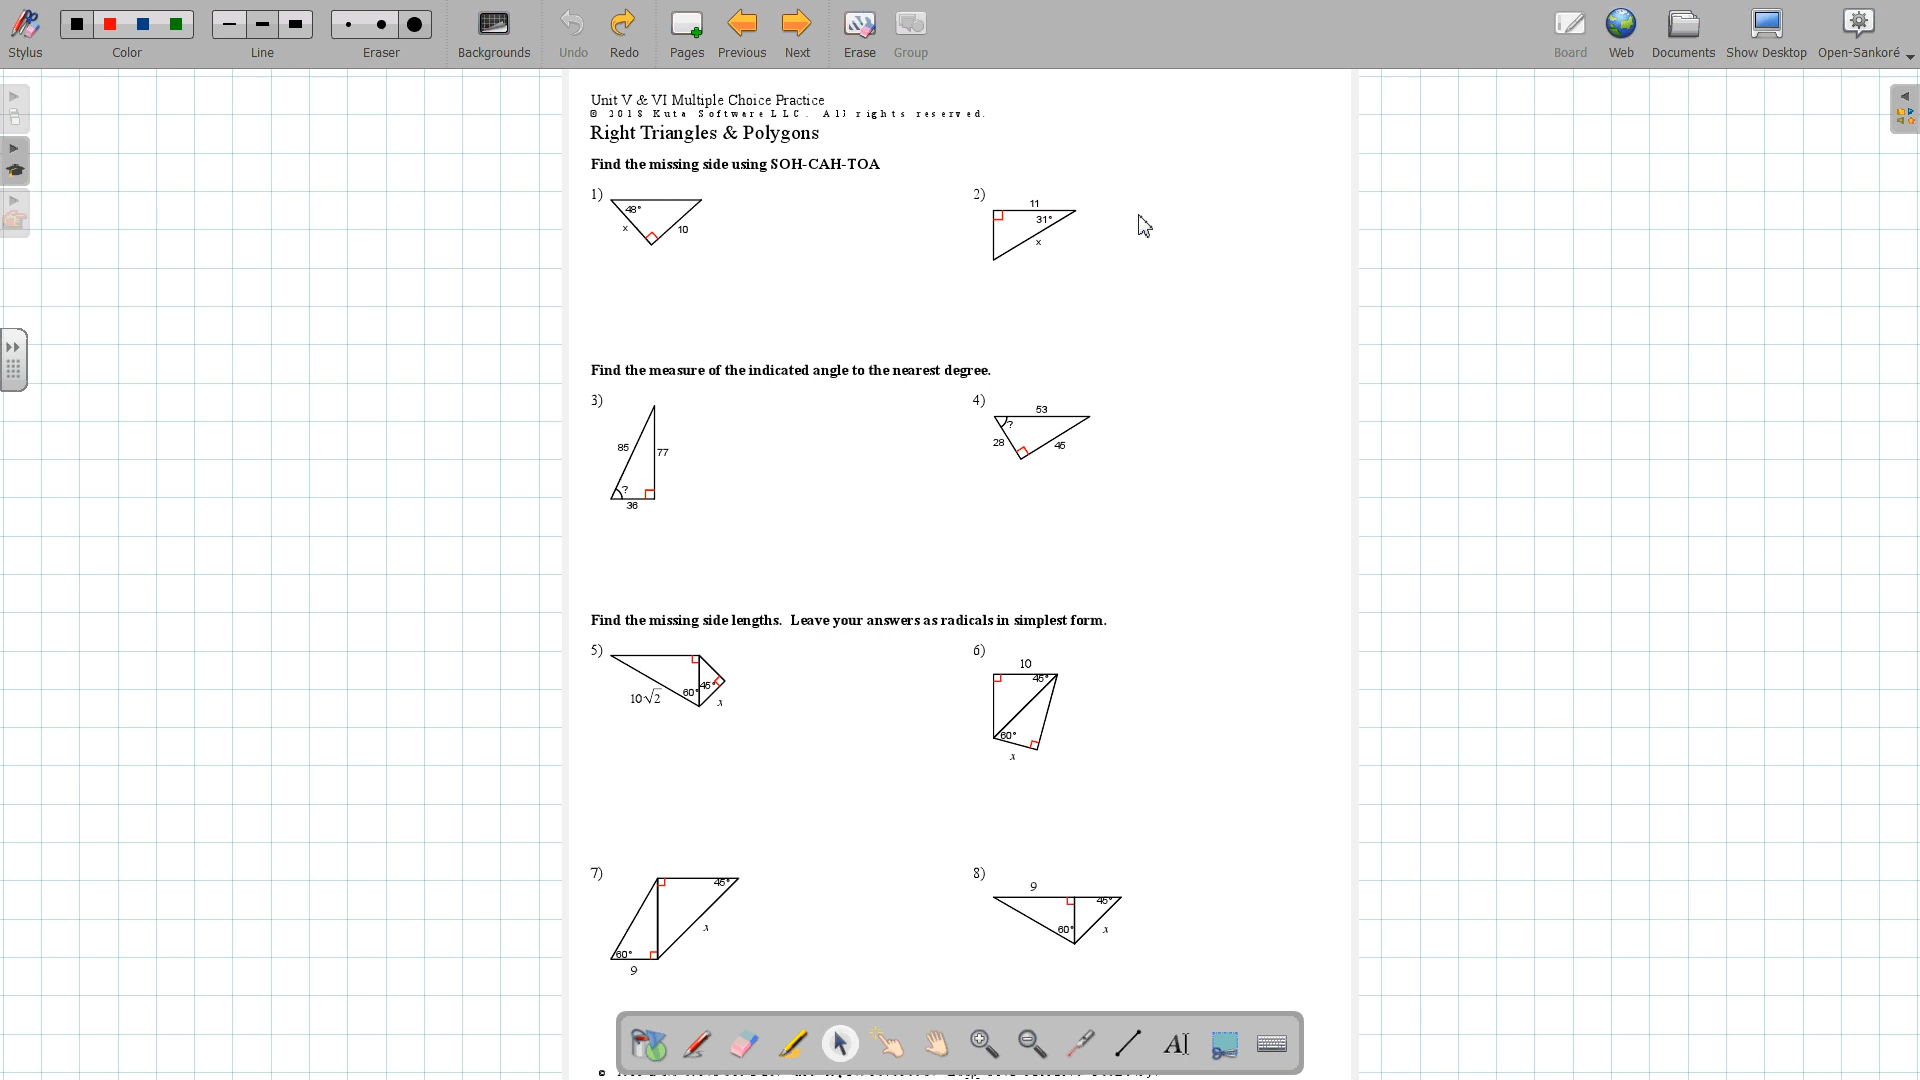 Stylus Color Line Eraser Backgrounds Undo Redo Pages Previous Next Erase Group Board Web Documents Show Desktop Open-Sankoré
Unit V & VI Multiple Choice Practice
© 2018 Kuta Software LLC. All rights reserved.
Right Triangles & Polygons
Find the missing side using SOH-CAH-TOA
1)
48°
x
10
2)
11
31°
x
Find the measure of the indicated angle to the nearest degree.
3)
85
77
?
36
4)
53
?
28
45
Find the missing side lengths.  Leave your answers as radicals in simplest form.
5)
45°
60°
10√2
x
6)
10
45°
60°
x
7)
45°
x
60°
9
8)
9
45°
60°
x
AI